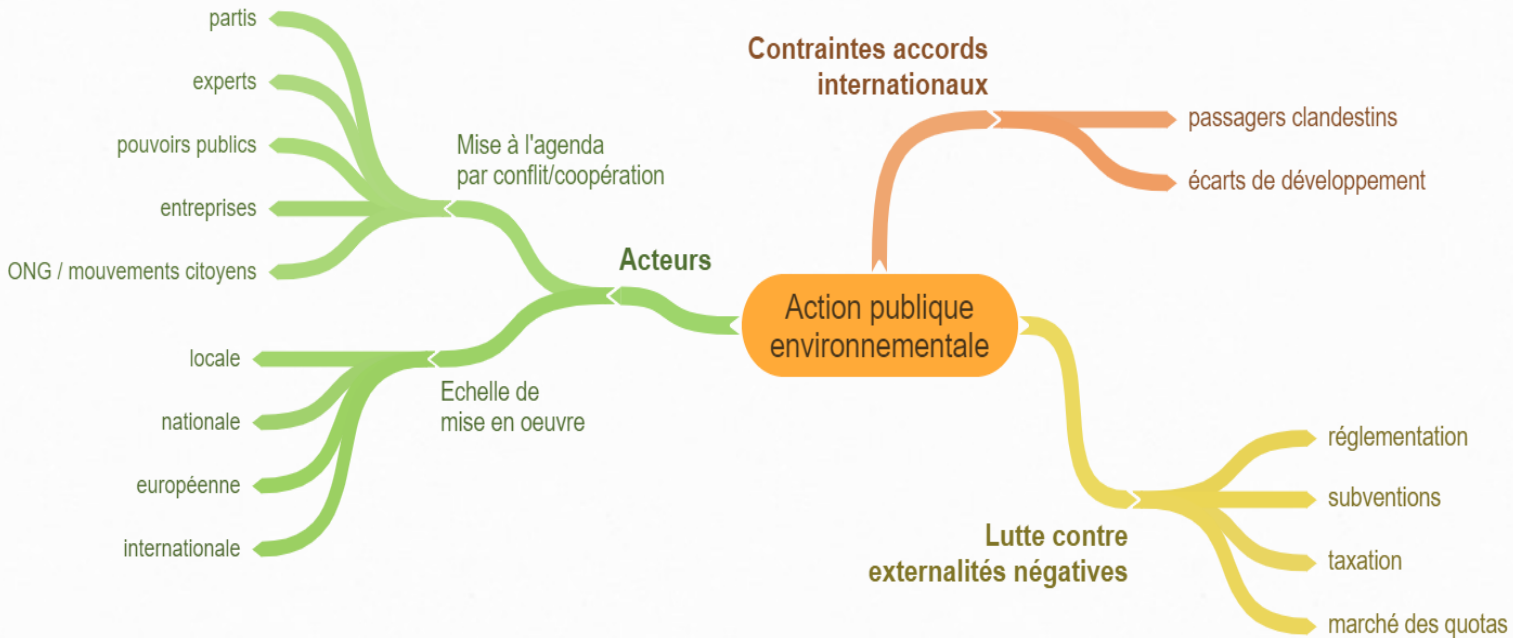 Action publique
environnementale
Acteurs
Mise à l'agenda
par conflit/coopération
partis
experts
pouvoirs publics
entreprises
ONG / mouvements citoyens
Echelle de
mise en oeuvre
locale
nationale
européenne
internationale
Contraintes accords
internationaux
passagers clandestins
écarts de développement
Lutte contre
externalités négatives
réglementation
subventions
taxation
marché des quotas